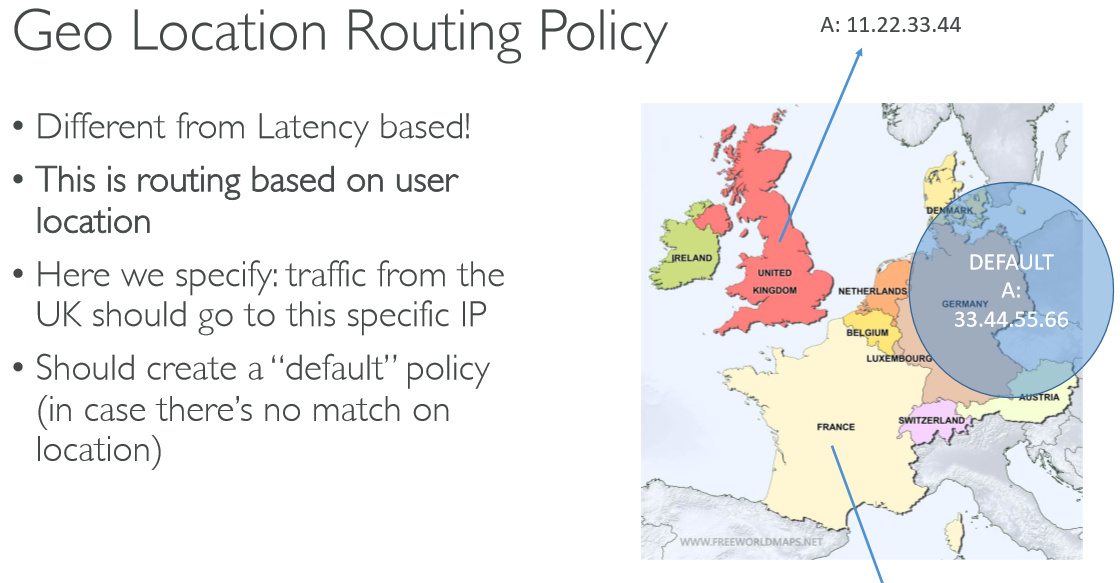 Geo Location Routing Policy
A: 11.22.33.44
• Different from Latency based!
• This is routing based on user
location
• Here we specify: traffic from the
UK should go to this specific IP
• Should create a “default” policy
(in case there’s no match on
location)
DENMARK
IRELAND
UNITED
KINGDOM
NETHERLANDS
DEFAULT
A:
33.44.55.66
GERMANY
BELGIUM
LUXEMBOURG
AUSTRIA
SWITZERLAND
FRANCE
WWW.FREEWORLDMAPS.NET